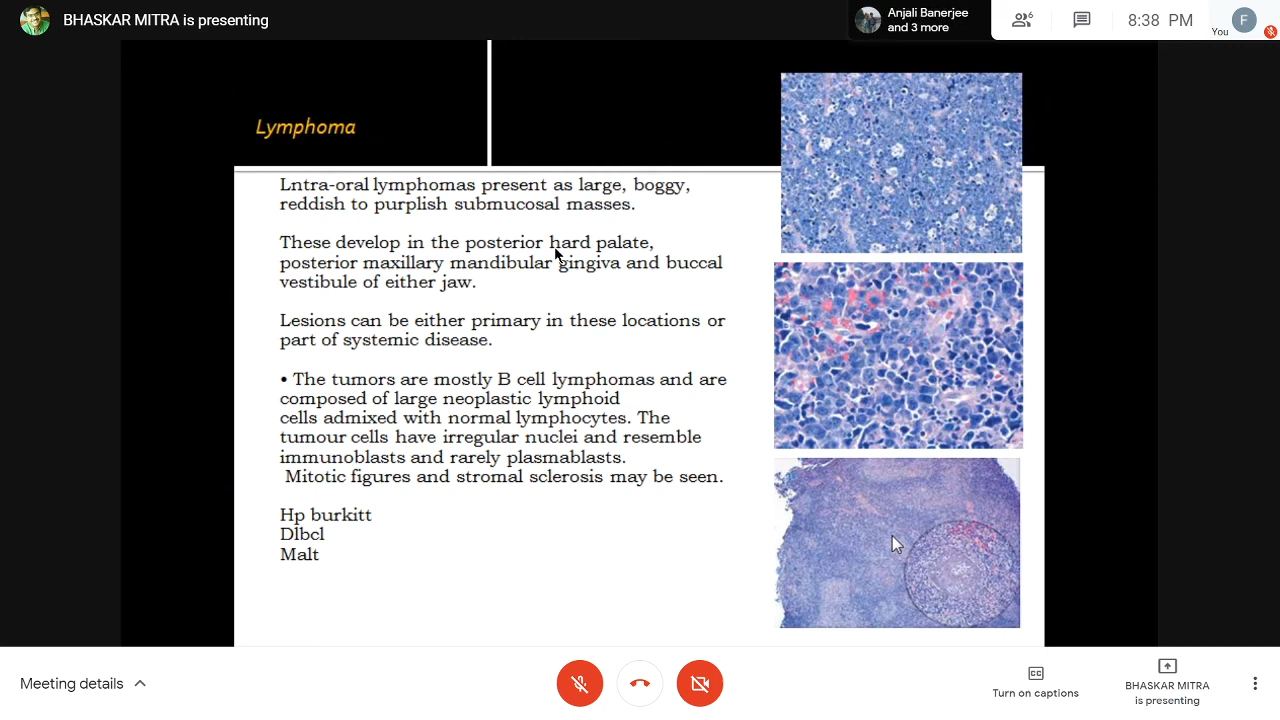 BHASKAR MITRA is presenting
Anjali Banerjee
and 3 more
6
8:38 PM
You
F
Lymphoma
Lntra-oral lymphomas present as large, boggy,
reddish to purplish submucosal masses.
These develop in the posterior hard palate,
posterior maxillary mandibular gingiva and buccal
vestibule of either jaw.
Lesions can be either primary in these locations or
part of systemic disease.
• The tumors are mostly B cell lymphomas and are
composed of large neoplastic lymphoid
cells admixed with normal lymphocytes. The
tumour cells have irregular nuclei and resemble
immunoblasts and rarely plasmablasts.
Mitotic figures and stromal sclerosis may be seen.
Hp burkitt
Dlbcl
Malt
Meeting details
CC
Turn on captions
BHASKAR MITRA
is presenting